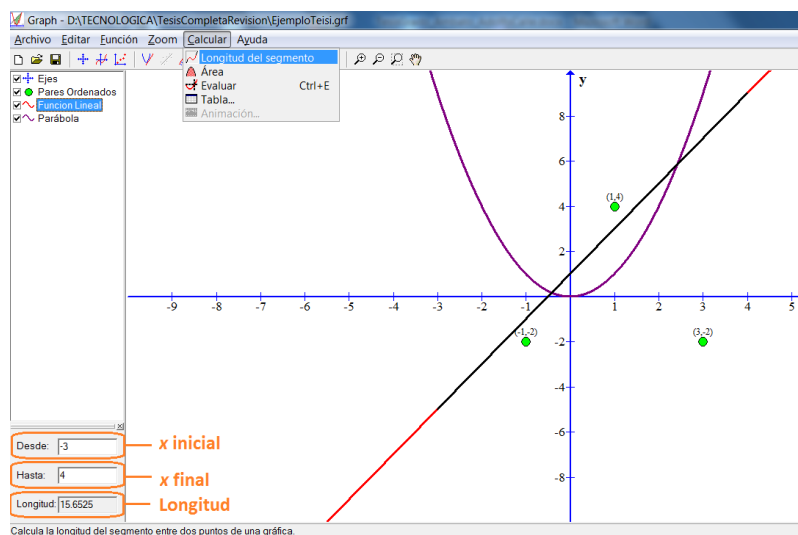 Graph - D:\TECNOLOGICA\TesisCompletaRevision\EjemploTeisi.grf
Archivo Editar Función Zoom Calcular Ayuda
Longitud del segmento
Área
Evaluar Ctrl+E
Tabla...
Animación...
Ejes
Pares Ordenados
Funcion Lineal
Parábola
y
8
6
4
2
-2
-4
-6
-8
-9 -8 -7 -6 -5 -4 -3 -2 -1 1 2 3 4 5
(1,4)
(-1,-2)
(3,-2)
Desde: -3
x inicial
Hasta: 4
x final
Longitud: 15.6525
Longitud
Calcula la longitud del segmento entre dos puntos de una gráfica.